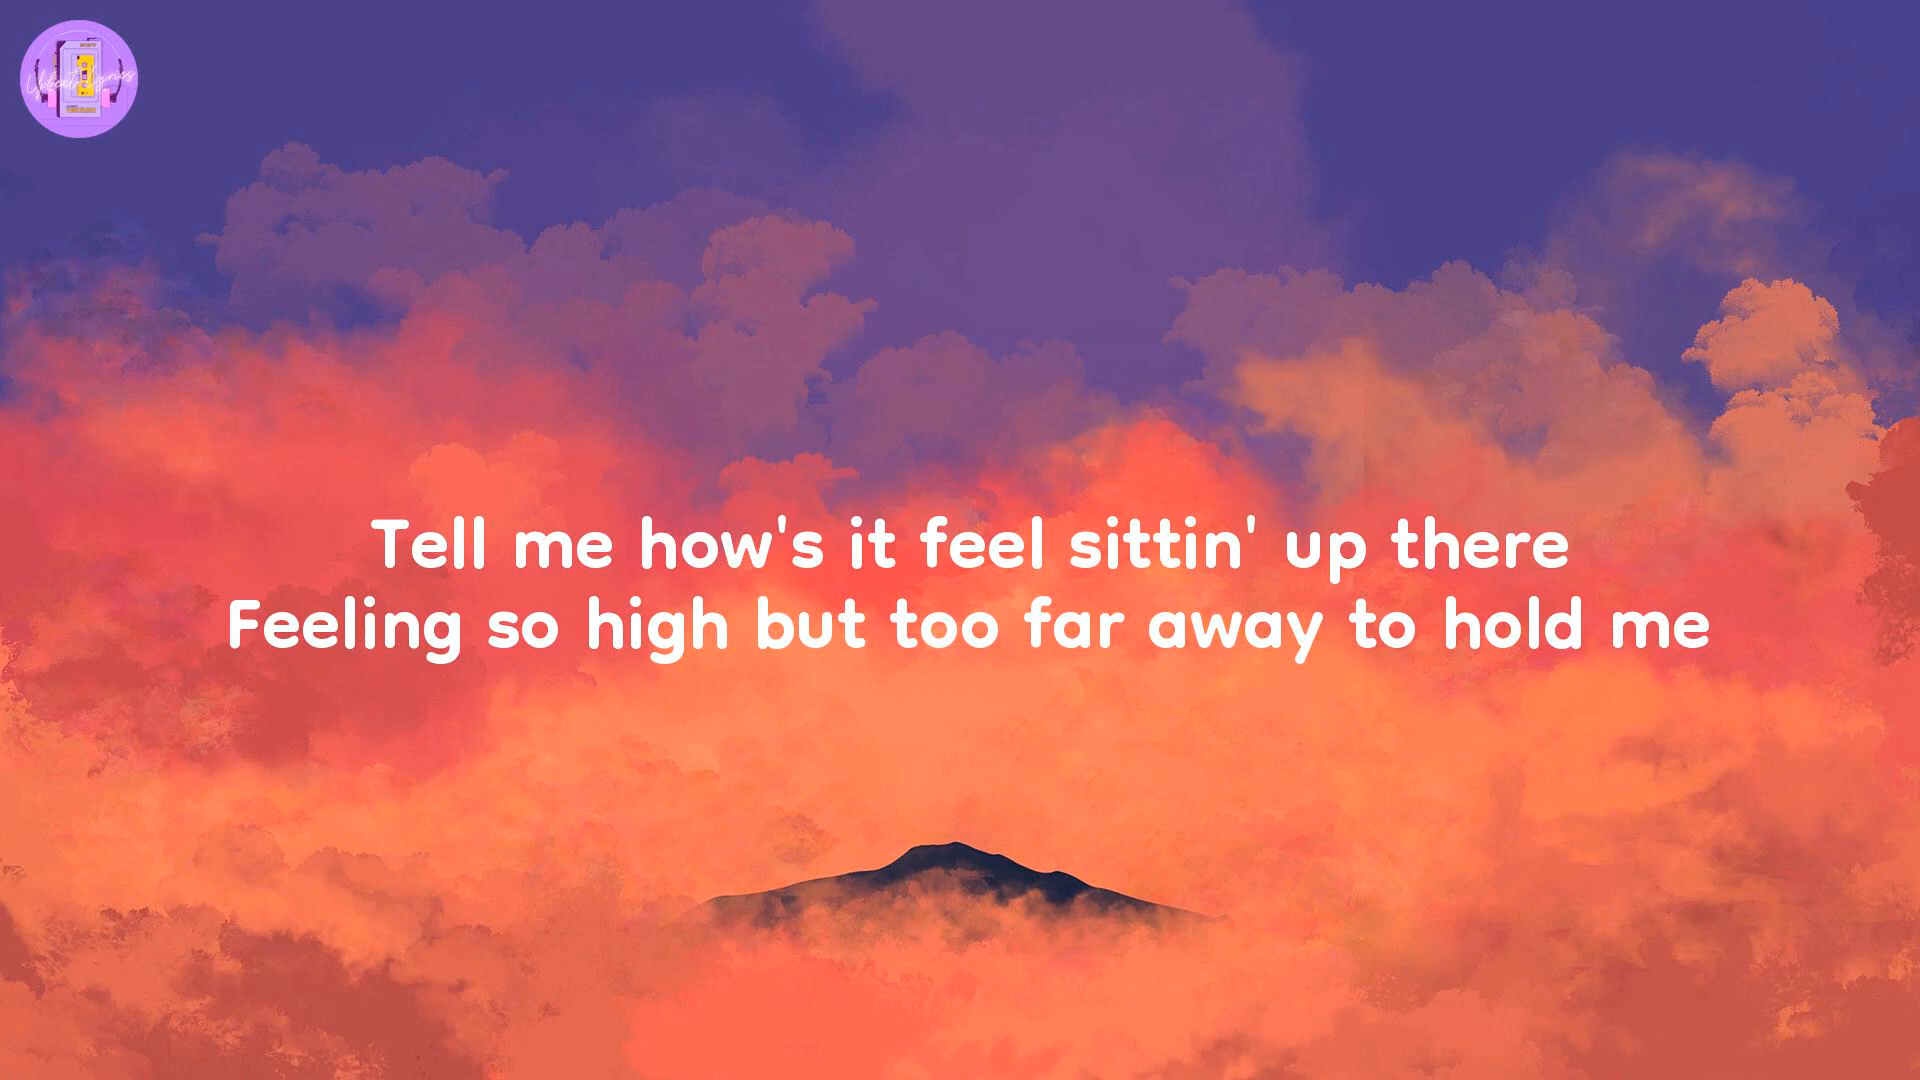 Tell me how's it feel sittin' up there
Feeling so high but too far away to hold me